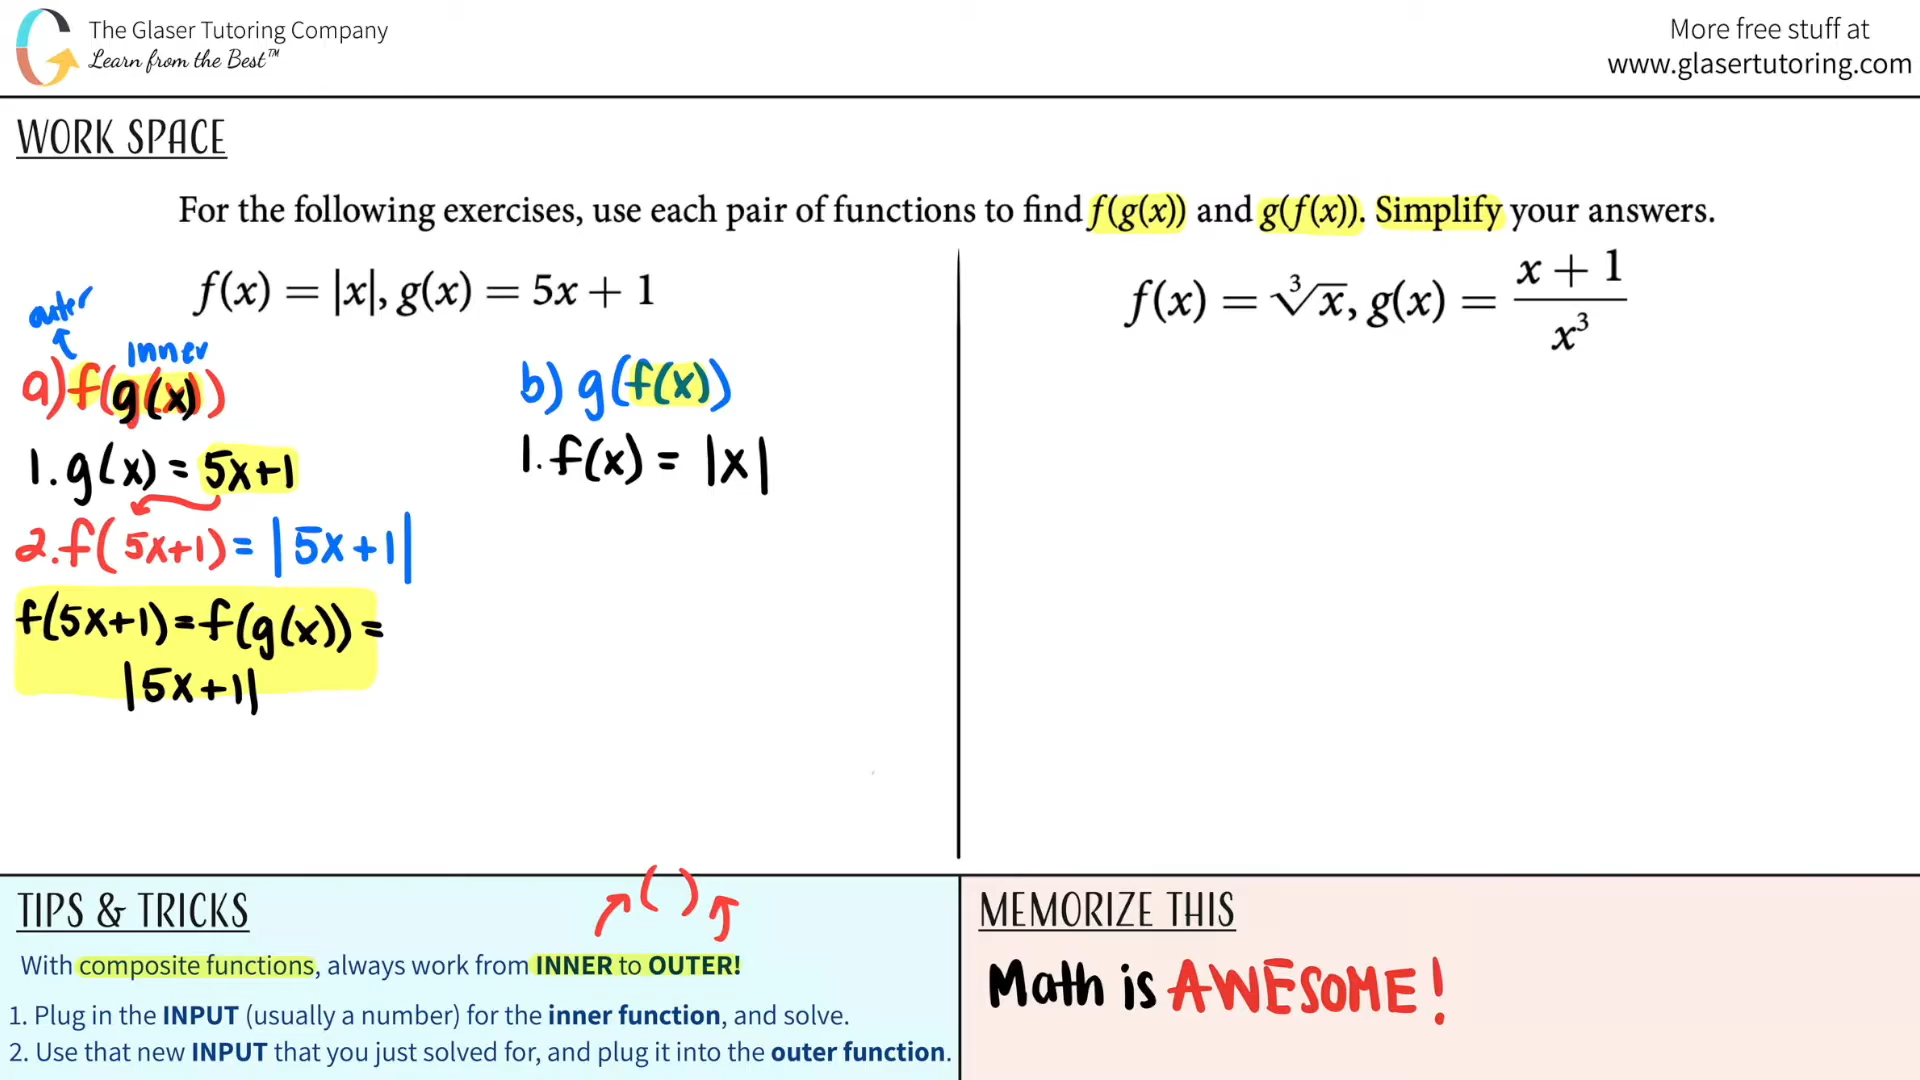 The Glaser Tutoring Company
Learn from the Best™
More free stuff at
www.glasertutoring.com
WORK SPACE
For the following exercises, use each pair of functions to find f(g(x)) and g(f(x)). Simplify your answers.
f(x) = |x|, g(x) = 5x + 1
outer
inner
a) f(g(x))
1. g(x) = 5x+1
2. f(5x+1) = |5x+1|
f(5x+1) = f(g(x)) =
|5x+1|
b) g(f(x))
1. f(x) = |x|
f(x) = ∛x, g(x) = (x + 1)/x³
TIPS & TRICKS
( )
With composite functions, always work from INNER to OUTER!
1. Plug in the INPUT (usually a number) for the inner function, and solve.
2. Use that new INPUT that you just solved for, and plug it into the outer function.
MEMORIZE THIS
Math is AWESOME!